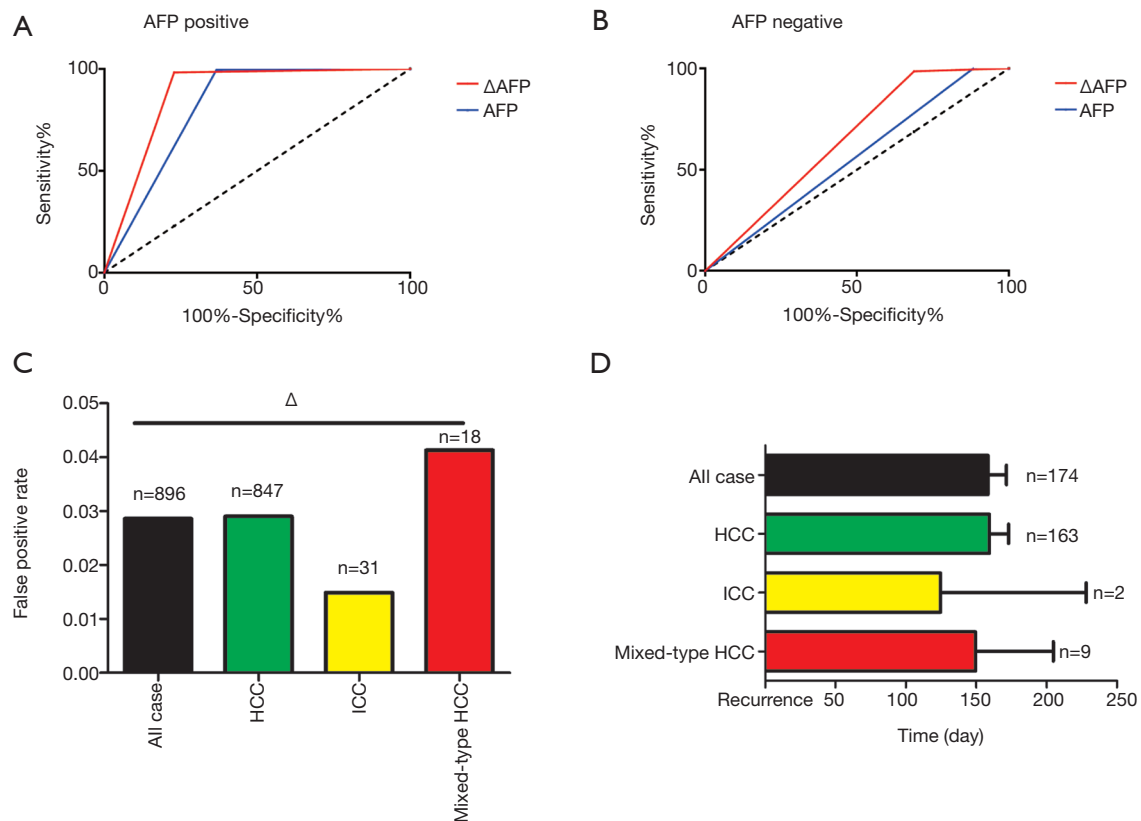 A
AFP positive
100
50
0
0
50
100
Sensitivity%
100%-Specificity%
ΔAFP
AFP
B
AFP negative
100
50
0
0
50
100
Sensitivity%
100%-Specificity%
ΔAFP
AFP
C
0.05
0.04
0.03
0.02
0.01
0.00
False positive rate
Δ
n=896
n=847
n=31
n=18
All case
HCC
ICC
Mixed-type HCC
D
All case
n=174
HCC
n=163
ICC
n=2
Mixed-type HCC
n=9
Recurrence
50
100
150
200
250
Time (day)